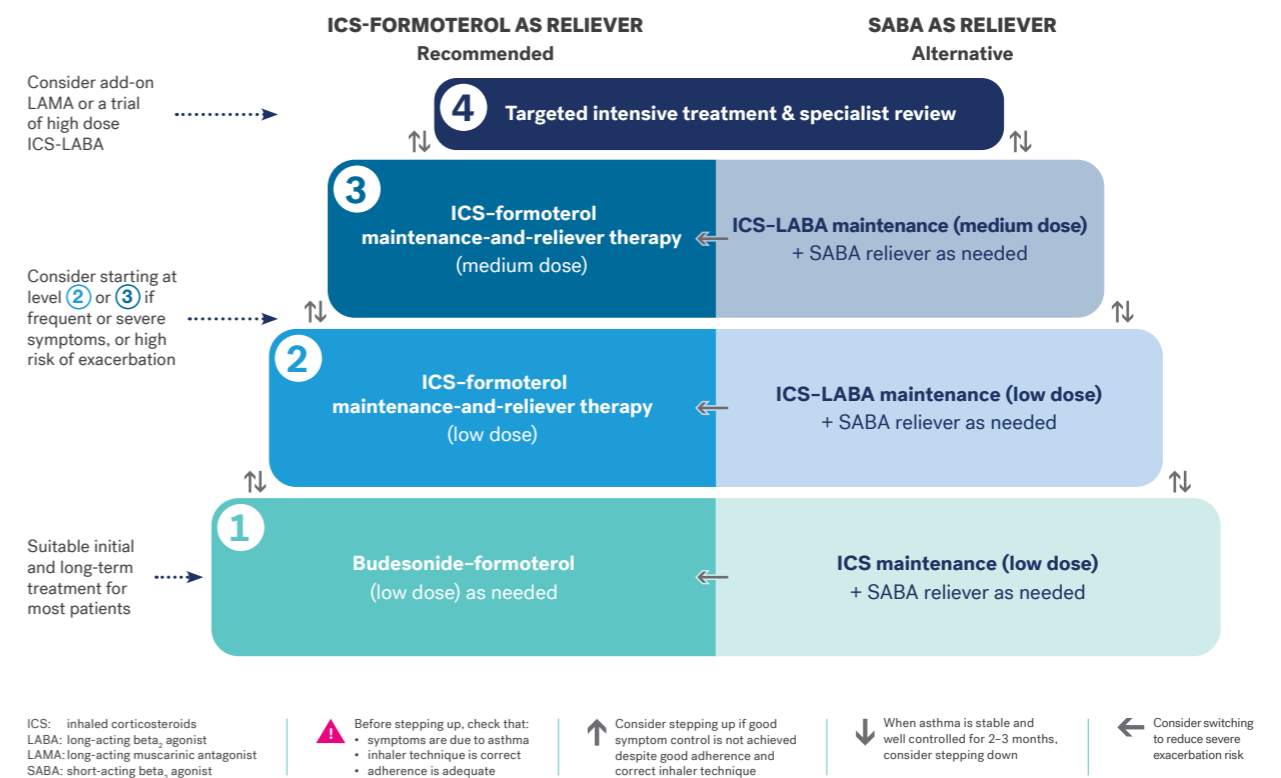 ICS-FORMOTEROL AS RELIEVER
Recommended
SABA AS RELIEVER
Alternative
Consider add-on
LAMA or a trial
of high dose
ICS-LABA
4
Targeted intensive treatment & specialist review
3
ICS–formoterol
maintenance-and-reliever therapy
(medium dose)
ICS–LABA maintenance (medium dose)
+ SABA reliever as needed
Consider starting at
level 2 or 3 if
frequent or severe
symptoms, or high
risk of exacerbation
2
ICS–formoterol
maintenance-and-reliever therapy
(low dose)
ICS–LABA maintenance (low dose)
+ SABA reliever as needed
1
Suitable initial
and long-term
treatment for
most patients
Budesonide–formoterol
(low dose) as needed
ICS maintenance (low dose)
+ SABA reliever as needed
ICS: inhaled corticosteroids
LABA: long-acting beta₂ agonist
LAMA: long-acting muscarinic antagonist
SABA: short-acting beta₂ agonist
!
Before stepping up, check that:
• symptoms are due to asthma
• inhaler technique is correct
• adherence is adequate
Consider stepping up if good
symptom control is not achieved
despite good adherence and
correct inhaler technique
When asthma is stable and
well controlled for 2–3 months,
consider stepping down
Consider switching
to reduce severe
exacerbation risk